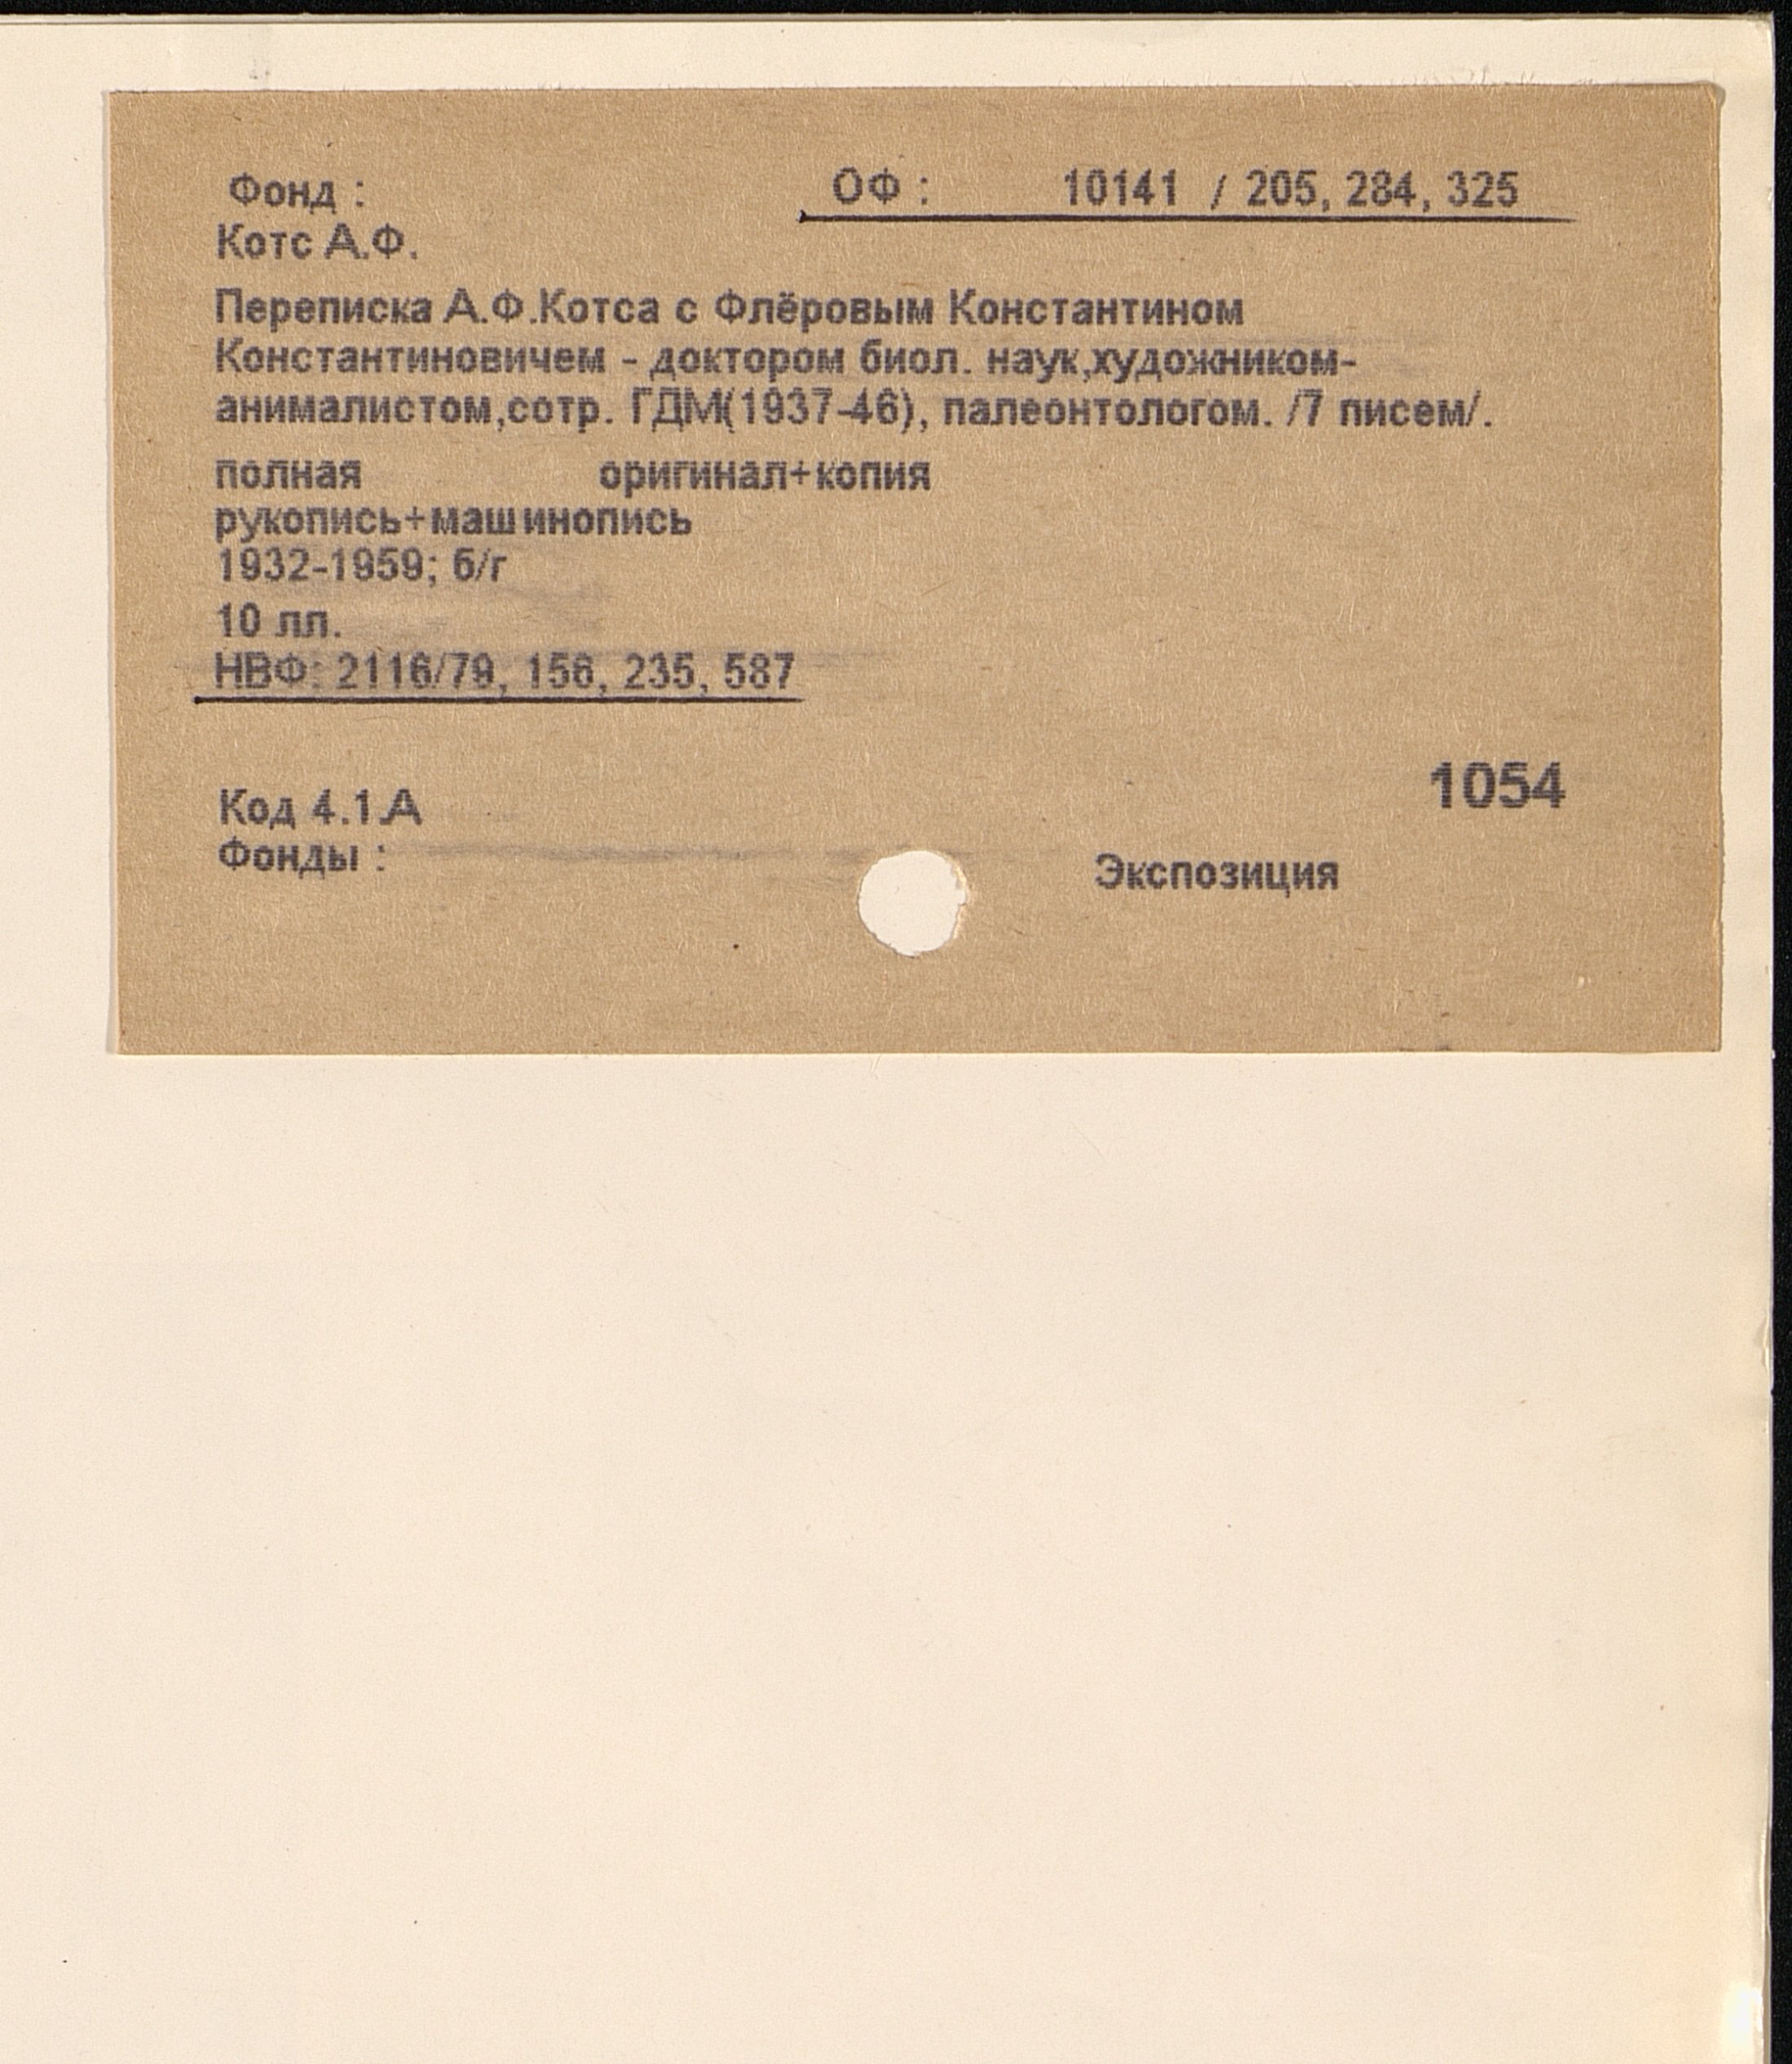 Фонд : ОФ : 10141 / 205, 284, 325
Котс А.Ф.
Переписка А.Ф.Котса с Флёровым Константином
Константиновичем - доктором биол. наук,художником-
анималистом,сотр. ГДМ(1937-46), палеонтологом. /7 писем/.
полная оригинал+копия
рукопись+машинопись
1932-1959; б/г
10 лл.
НВФ: 2116/79, 156, 235, 587
1054
Код 4.1.А
Фонды : Экспозиция